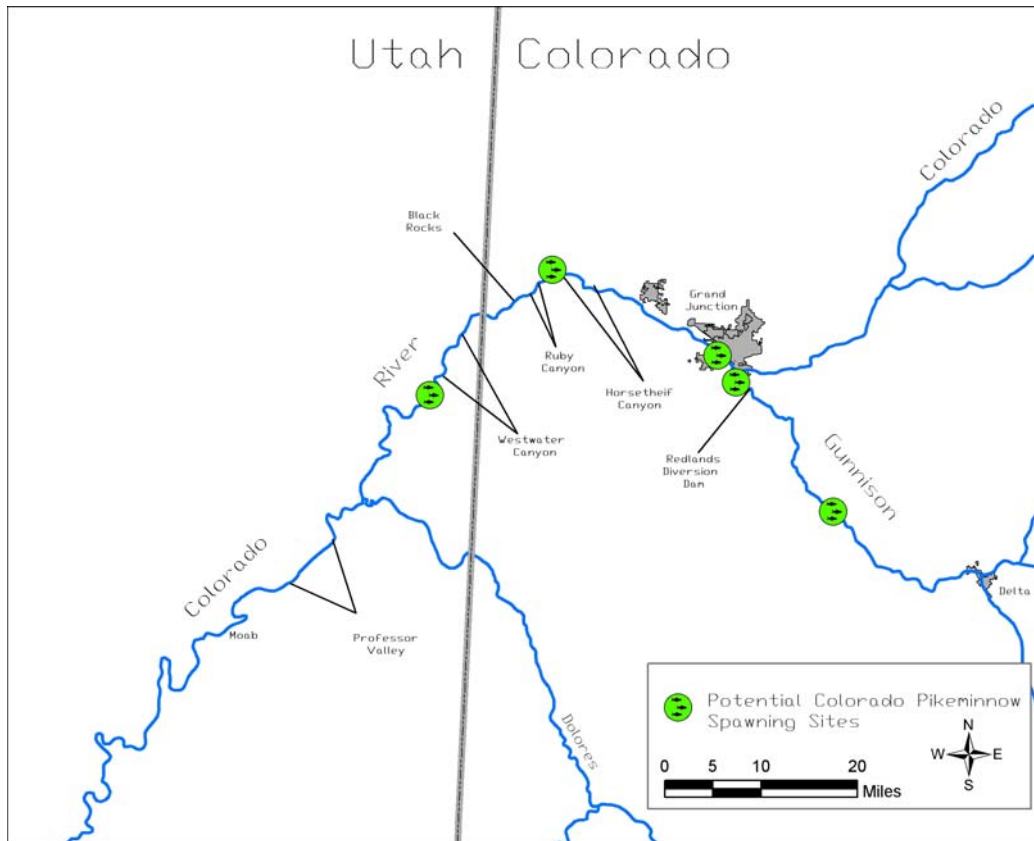 Utah Colorado
Colorado
Black
Rocks
Grand
Junction
River
Ruby
Canyon
Horsetheif
Canyon
Westwater
Canyon
Redlands
Diversion
Dam
Gunnison
Colorado
Delta
Moab
Professor
Valley
Dolores
Potential Colorado Pikeminnow
Spawning Sites
N
W E
S
0 5 10 20
Miles